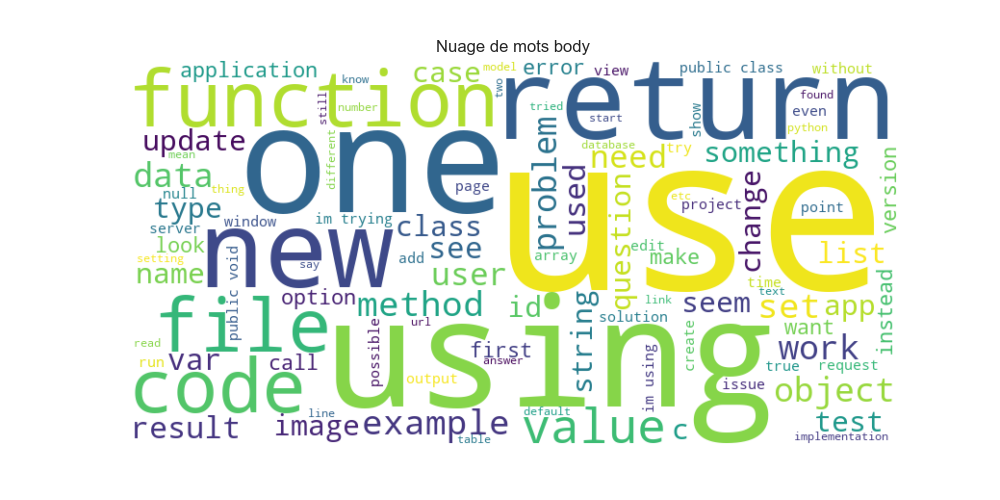 Nuage de mots body
application
know
case
model
error
view
public class
without
function
return
two
tried
start
show
found
even
python
still
number
update
one
problem
database
need
try
something
version
mean
different
data
thing
null
type
page
use
used
question
etc
project
change
point
server
window
im trying
class
look
new
see
add
array
edit
make
list
setting
name
say
user
public void
option
method
id
string
link
text
time
seem
set
app
instead
file
using
solution
want
read
run
var
call
possible
url
first
answer
im using
create
work
true
request
code
output
issue
object
result
image
line
example
table
default
value
c
test
implementation